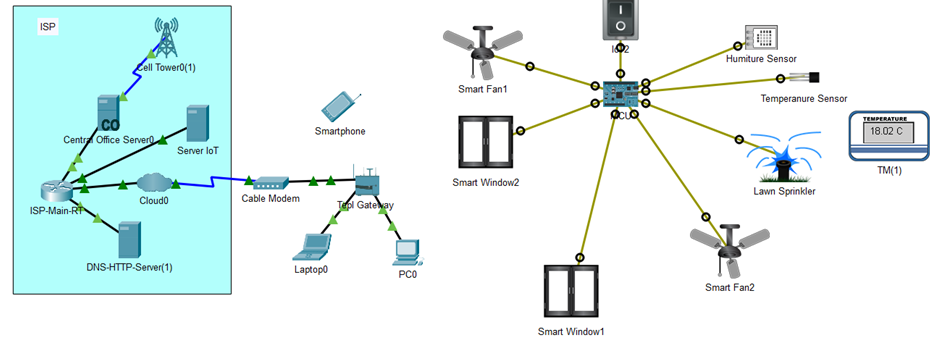 ISP
Cell Tower0(1)
CO
Central Office Server0
Server IoT
ISP-Main-RT
Cloud0
DNS-HTTP-Server(1)
Cable Modem
Smartphone
Gateway
Laptop0
PC0
Smart Fan1
Humiture Sensor
Temperanure Sensor
Smart Window2
Lawn Sprinkler
TEMPERATURE
18.02 C
TM(1)
Smart Fan2
Smart Window1